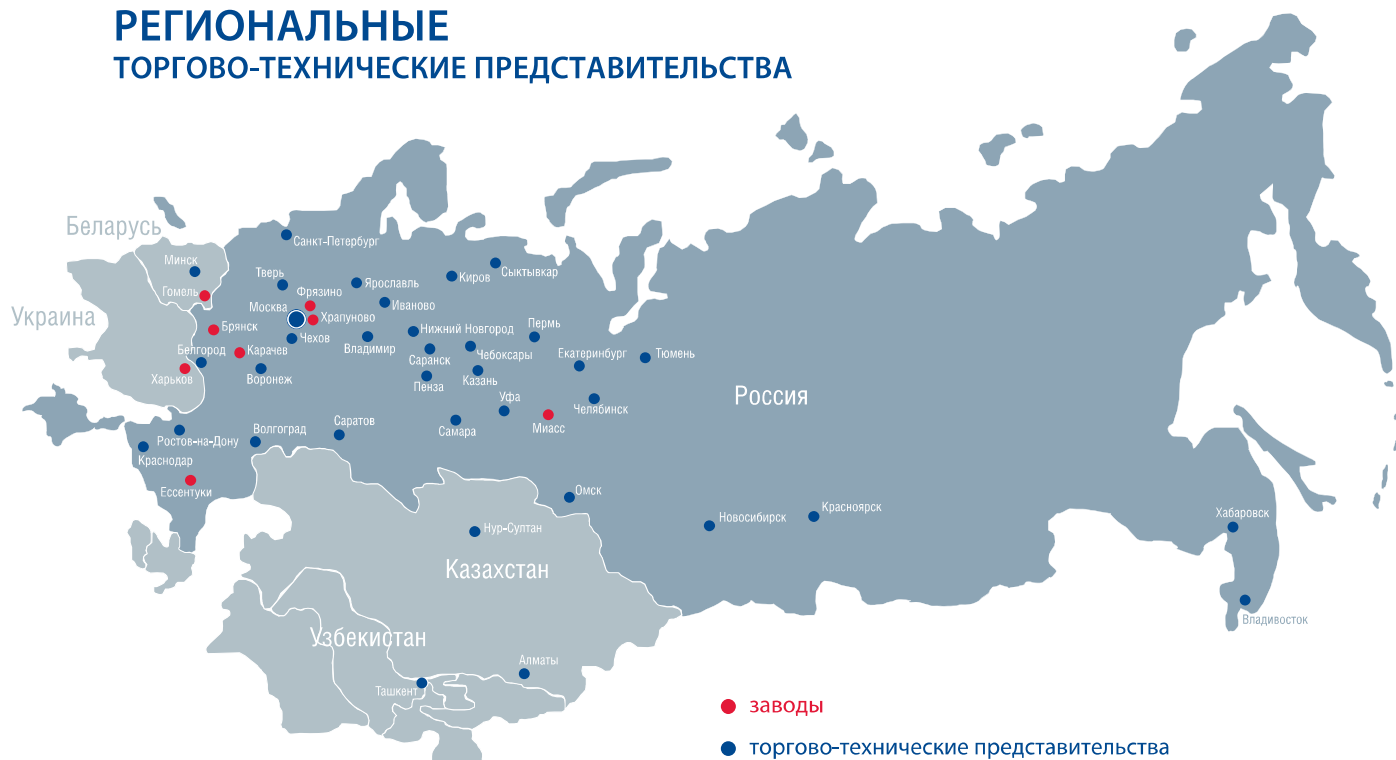 РЕГИОНАЛЬНЫЕ
ТОРГОВО-ТЕХНИЧЕСКИЕ ПРЕДСТАВИТЕЛЬСТВА
Беларусь
Санкт-Петербург
Минск
Тверь
Ярославль
Киров
Сыктывкар
Гомель
Фрязино
Москва
Иваново
Украина
Храпуново
Брянск
Нижний Новгород
Пермь
Чехов
Владимир
Белгород
Карачев
Саранск
Чебоксары
Екатеринбург
Тюмень
Харьков
Воронеж
Пенза
Казань
Россия
Уфа
Челябинск
Саратов
Самара
Миасс
Волгоград
Ростов-на-Дону
Краснодар
Ессентуки
Омск
Новосибирск
Красноярск
Хабаровск
Нур-Султан
Казахстан
Владивосток
Узбекистан
Алматы
Ташкент
заводы
торгово-технические представительства